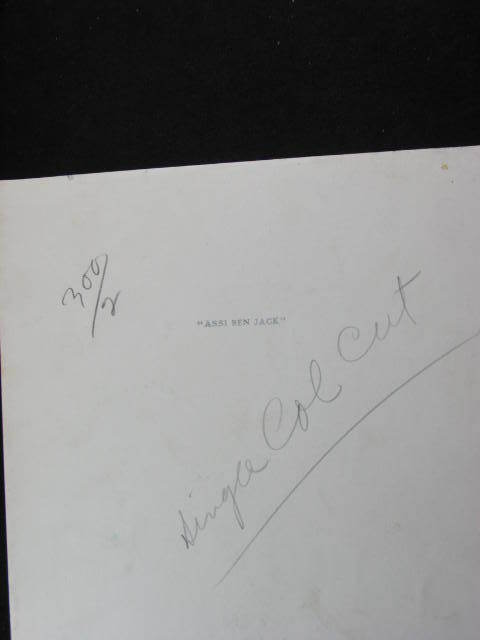 300/2
"ASSI BEN JACK"
Single Col Cut